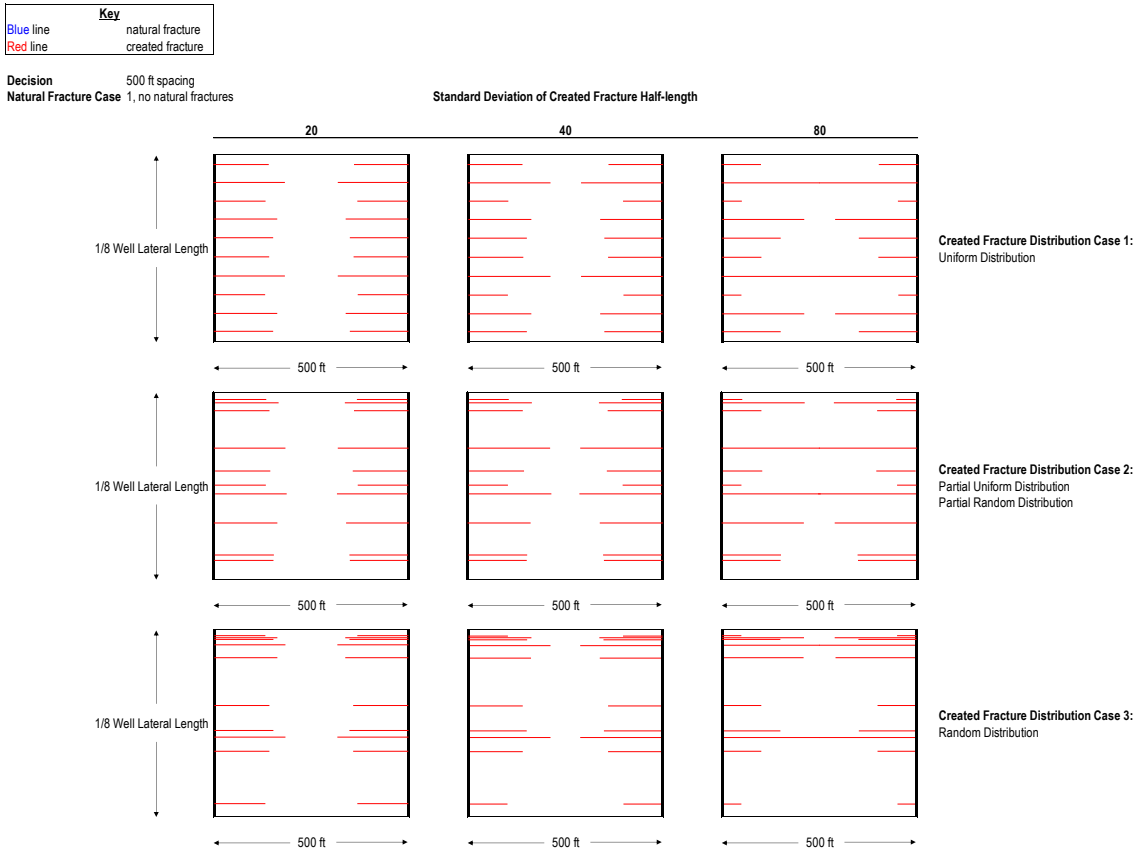 Key
Blue line natural fracture
Red line created fracture
Decision 500 ft spacing
Natural Fracture Case 1, no natural fractures
Standard Deviation of Created Fracture Half-length
20 40 80
1/8 Well Lateral Length
Created Fracture Distribution Case 1:
Uniform Distribution
500 ft 500 ft 500 ft
1/8 Well Lateral Length
Created Fracture Distribution Case 2:
Partial Uniform Distribution
Partial Random Distribution
500 ft 500 ft 500 ft
1/8 Well Lateral Length
Created Fracture Distribution Case 3:
Random Distribution
500 ft 500 ft 500 ft